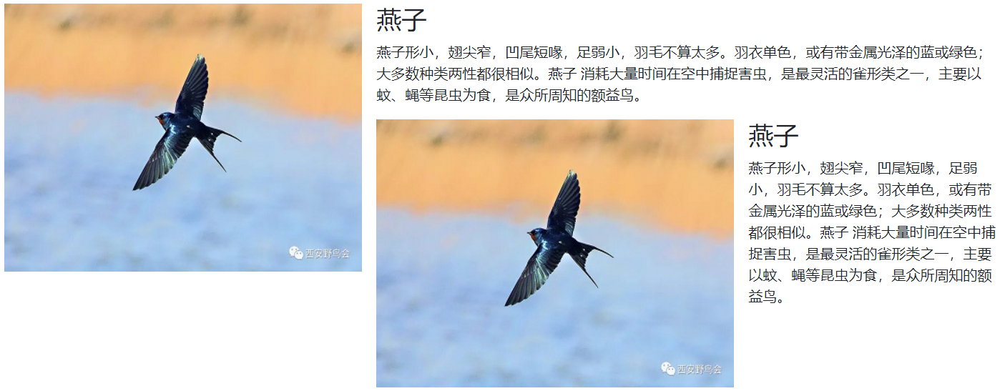 燕子
燕子形小，翅尖窄，凹尾短喙，足弱小，羽毛不算太多。羽衣单色，或有带金属光泽的蓝或绿色；
大多数种类两性都很相似。燕子 消耗大量时间在空中捕捉害虫，是最灵活的雀形类之一，主要以
蚊、蝇等昆虫为食，是众所周知的额益鸟。
西安野鸟会
燕子
燕子形小，翅尖窄，凹尾短喙，足弱
小，羽毛不算太多。羽衣单色，或有带
金属光泽的蓝或绿色；大多数种类两性
都很相似。燕子 消耗大量时间在空中捕
捉害虫，是最灵活的雀形类之一，主要
以蚊、蝇等昆虫为食，是众所周知的额
益鸟。
西安野鸟会